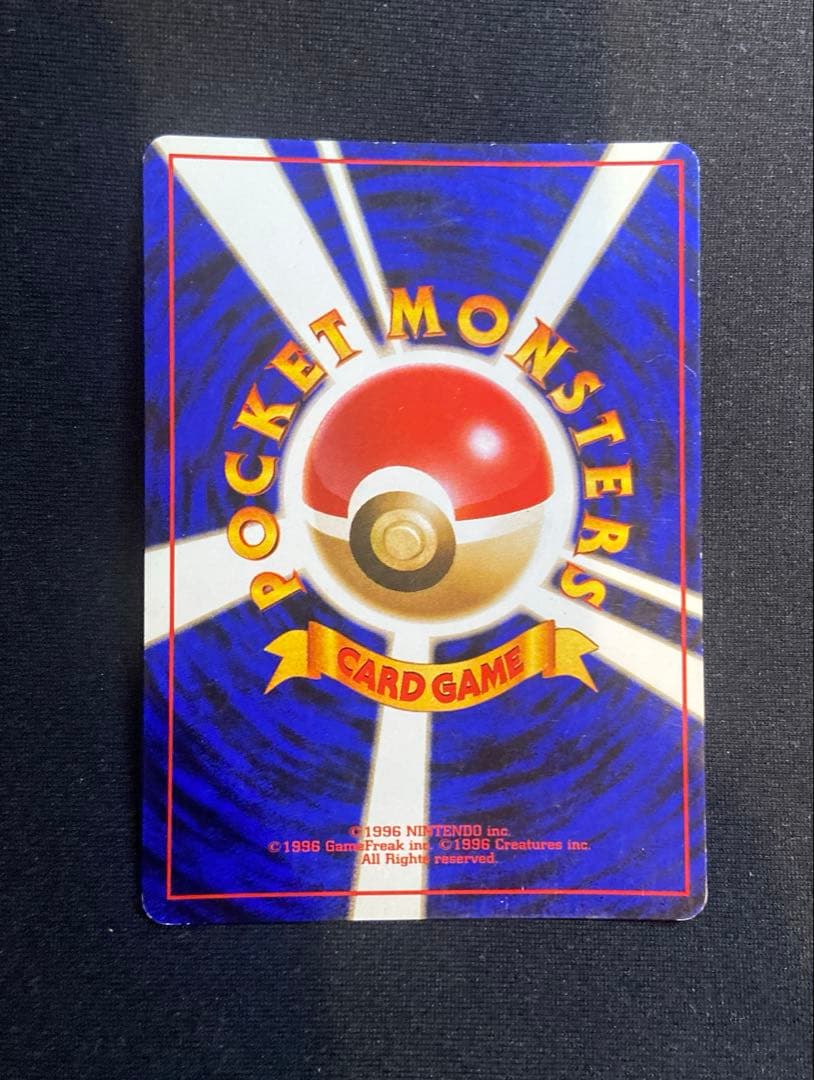 POCKET MONSTERS
CARD GAME
©1996 NINTENDO inc.
©1996 GameFreak inc. ©1996 Creatures inc.
All Rights reserved.